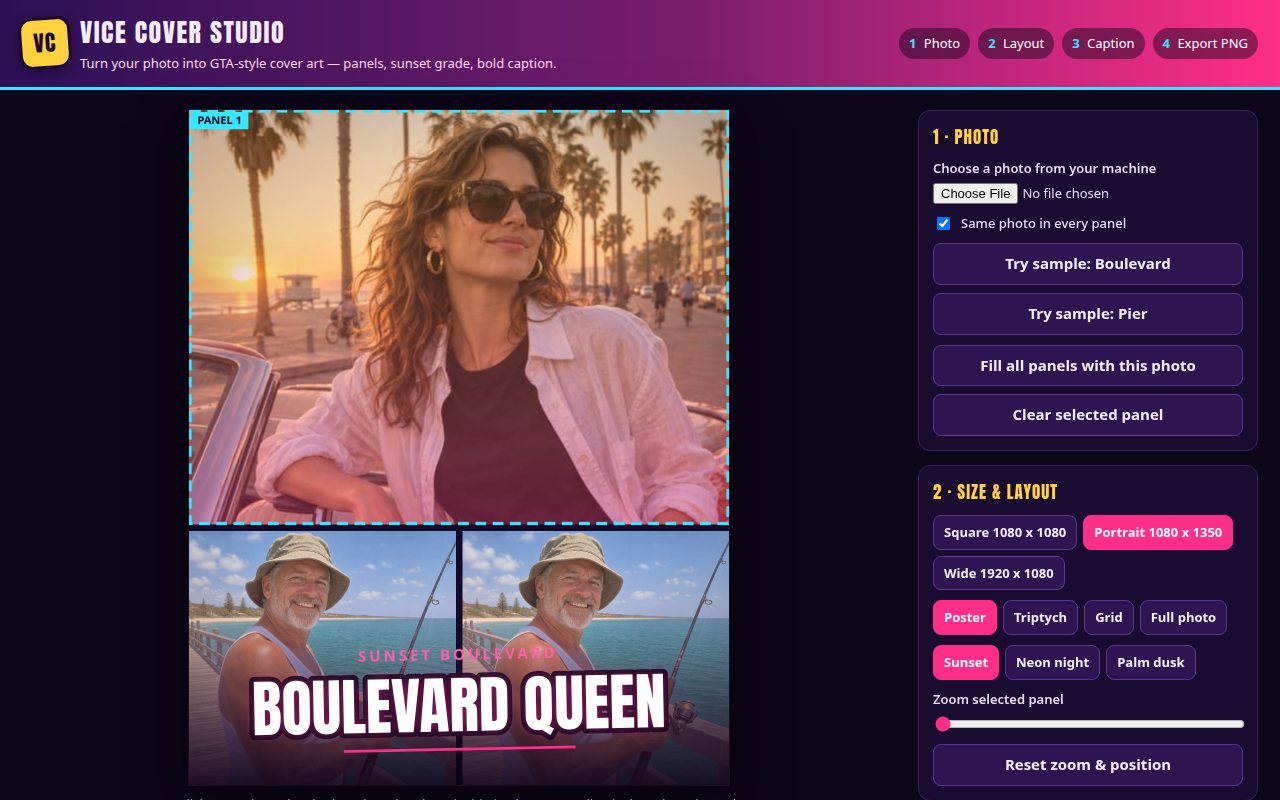 VC
VICE COVER STUDIO
Turn your photo into GTA-style cover art — panels, sunset grade, bold caption.
1 Photo
2 Layout
3 Caption
4 Export PNG
PANEL 1
SUNSET BOULEVARD
BOULEVARD QUEEN
1 · PHOTO
Choose a photo from your machine
Choose File No file chosen
Same photo in every panel
Try sample: Boulevard
Try sample: Pier
Fill all panels with this photo
Clear selected panel
2 · SIZE & LAYOUT
Square 1080 x 1080
Portrait 1080 x 1350
Wide 1920 x 1080
Poster
Triptych
Grid
Full photo
Sunset
Neon night
Palm dusk
Zoom selected panel
Reset zoom & position